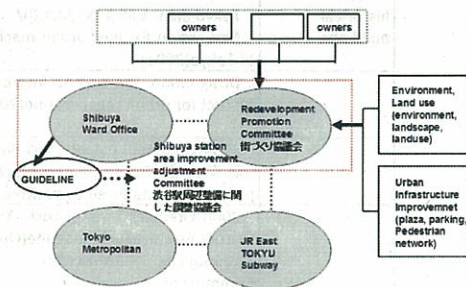 owners
owners
Shibuya
Ward Office
Redevelopment
Promotion
Committee
街づくり協議会
Environment,
Land use
(environment,
landscape,
landuse)
GUIDELINE
Shibuya station
area improvement
adjustment
Committee
渋谷駅周辺整備に関
した調整協議会
Urban
Infrastructure
Improvemnet
(plaza, parking,
Pedestrian
network)
Tokyo
Metropolitan
JR East
TOKYU
Subway